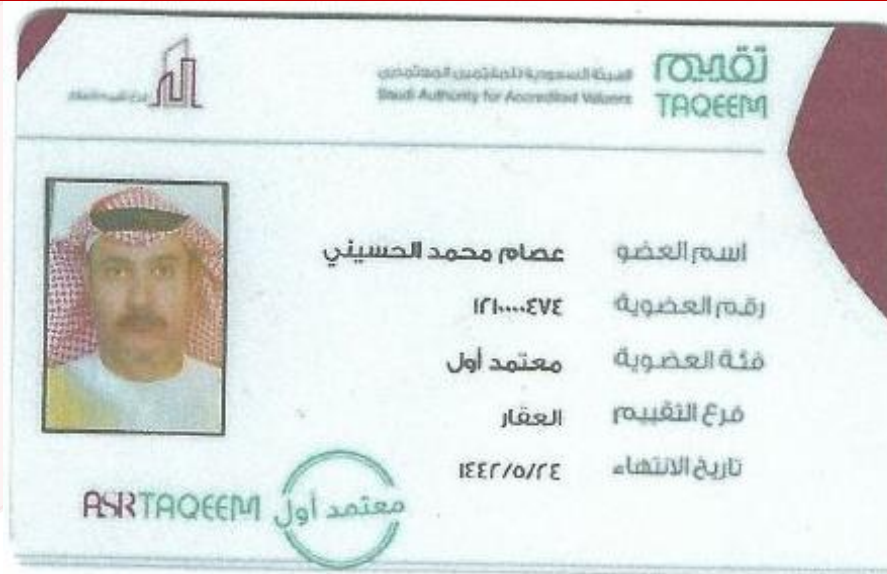 تقييم
TAQEEM
الهيئة السعودية للمقيمين المعتمدين
Saudi Authority for Accredited Valuers
اسم العضو عصام محمد الحسيني
رقم العضوية ١٢١٠٠٠٠٤٧٤
فئة العضوية معتمد أول
فرع التقييم العقار
تاريخ الانتهاء ١٤٤٢/٥/٢٤
معتمد أول
ASRTAQEEM